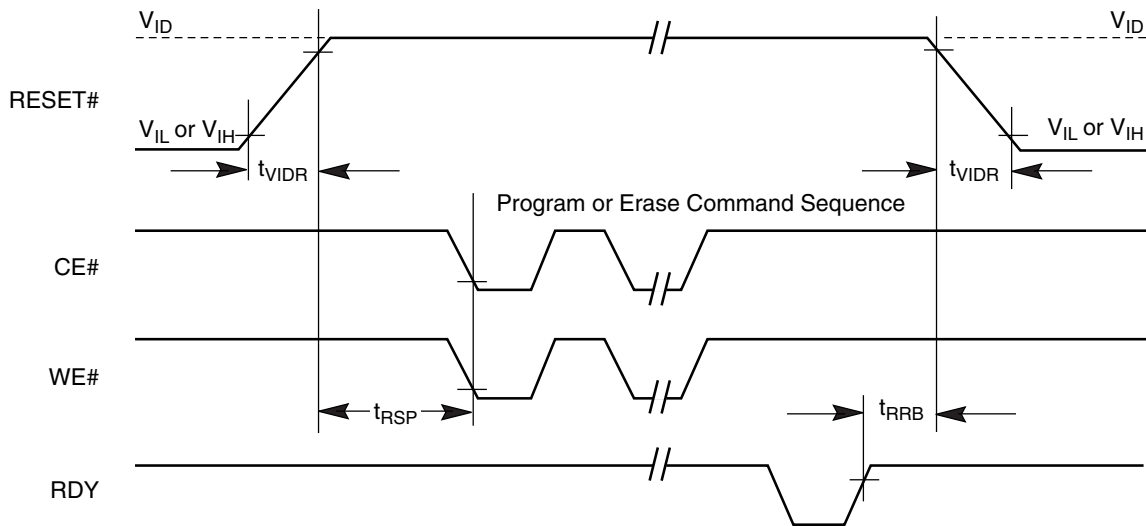 V_ID V_ID
RESET#
V_IL or V_IH V_IL or V_IH
t_VIDR t_VIDR
Program or Erase Command Sequence
CE#
WE#
t_RSP t_RRB
RDY